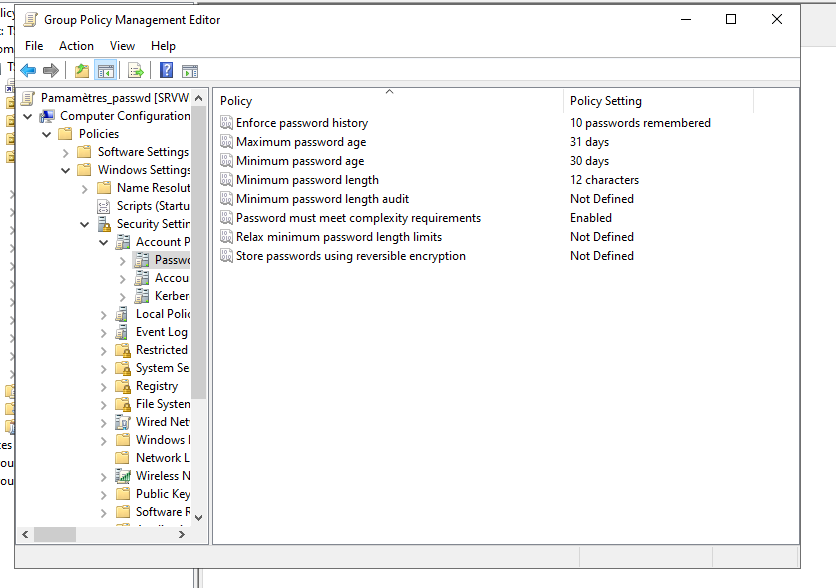 Group Policy Management Editor
File Action View Help
Pamamètres_passwd [SRVW
Computer Configuration
Policies
Software Settings
Windows Settings
Name Resolut
Scripts (Startu
Security Settin
Account P
Passwo
Accou
Kerber
Local Polic
Event Log
Restricted
System Se
Registry
File System
Wired Net
Windows
Network L
Wireless N
Public Key
Software R
Policy Policy Setting
Enforce password history 10 passwords remembered
Maximum password age 31 days
Minimum password age 30 days
Minimum password length 12 characters
Minimum password length audit Not Defined
Password must meet complexity requirements Enabled
Relax minimum password length limits Not Defined
Store passwords using reversible encryption Not Defined